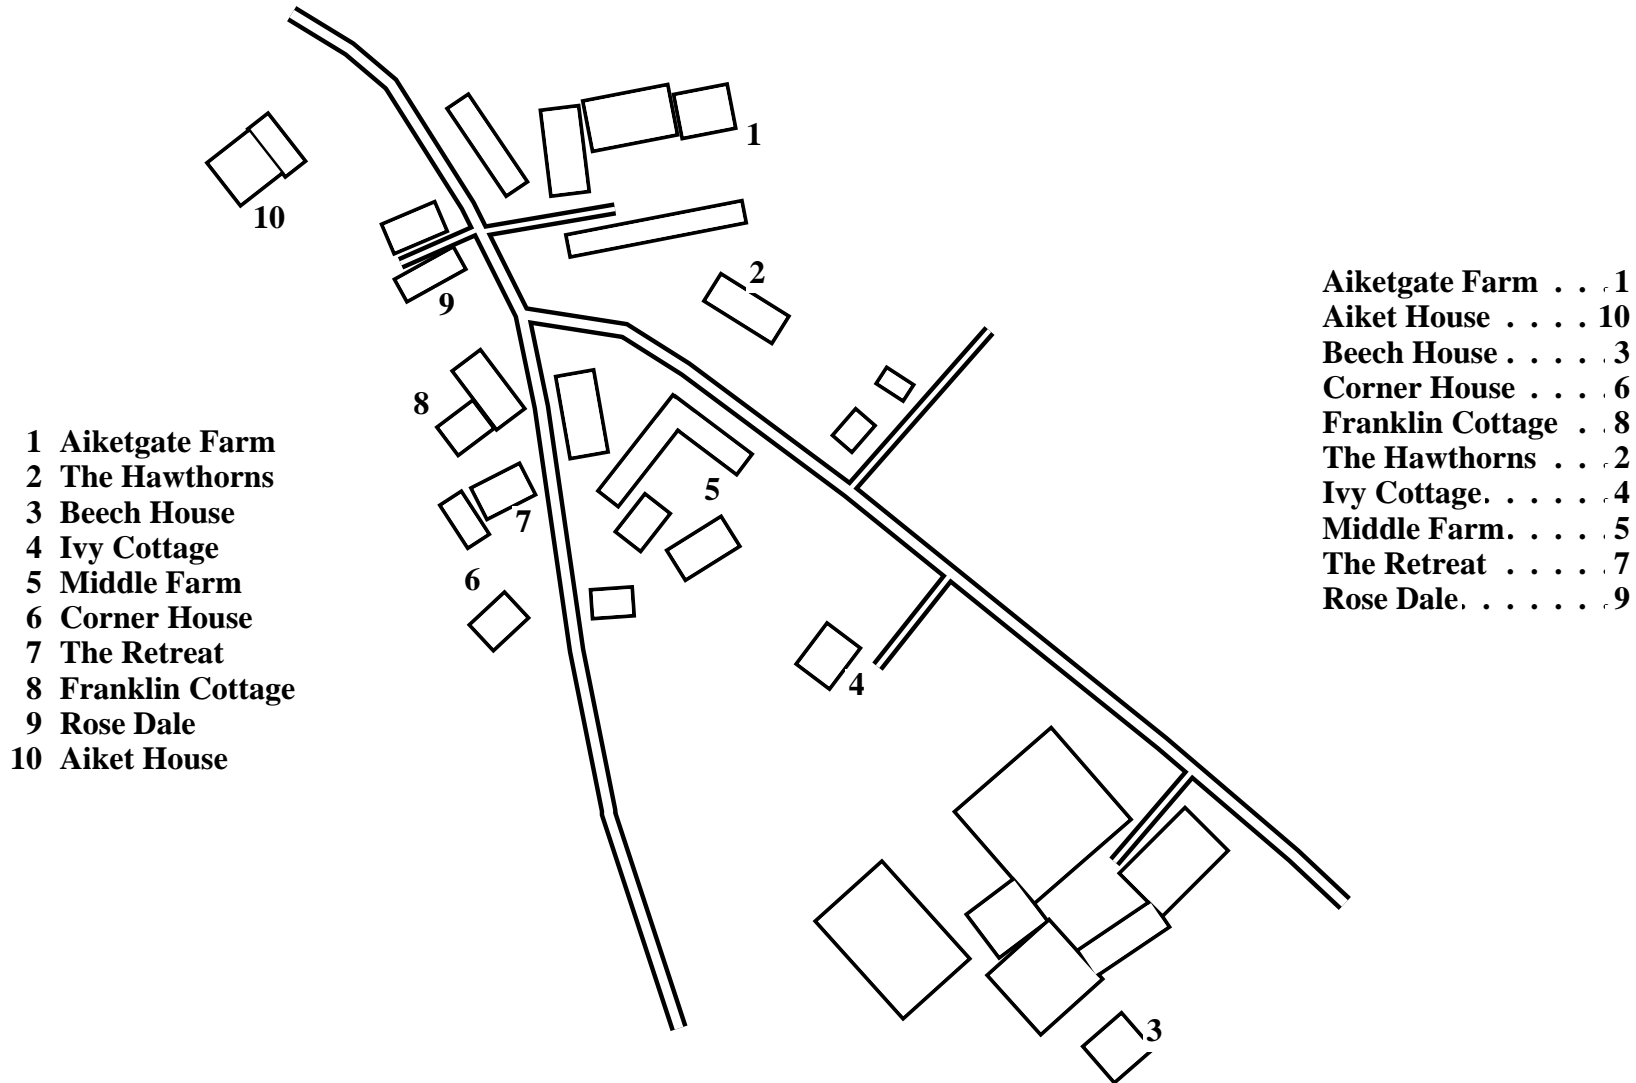 1
10
2
9
8
5
7
6
4
3
1 Aiketgate Farm
2 The Hawthorns
3 Beech House
4 Ivy Cottage
5 Middle Farm
6 Corner House
7 The Retreat
8 Franklin Cottage
9 Rose Dale
10 Aiket House
Aiketgate Farm . . . 1
Aiket House . . . . 10
Beech House . . . . . 3
Corner House . . . . 6
Franklin Cottage . . 8
The Hawthorns . . . 2
Ivy Cottage. . . . . . 4
Middle Farm. . . . . 5
The Retreat . . . . . 7
Rose Dale. . . . . . . 9